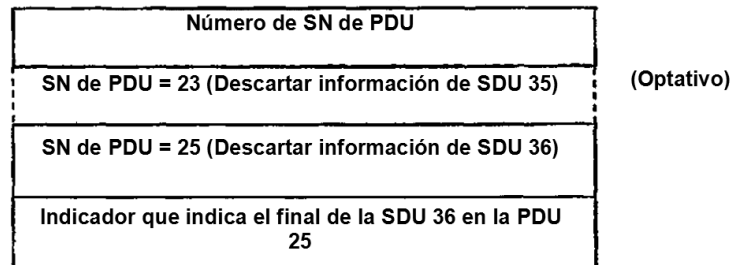 Número de SN de PDU
SN de PDU = 23 (Descartar información de SDU 35)
(Optativo)
SN de PDU = 25 (Descartar información de SDU 36)
Indicador que indica el final de la SDU 36 en la PDU
25